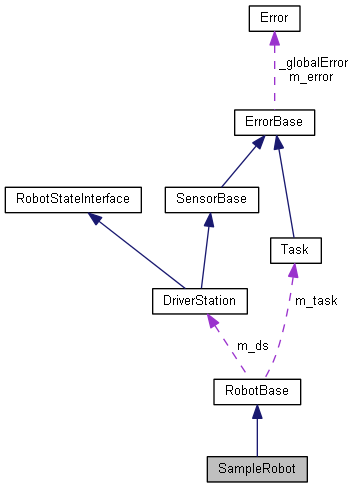 Error
_globalError
m_error
ErrorBase
RobotStateInterface
SensorBase
Task
DriverStation
m_task
m_ds
RobotBase
SampleRobot